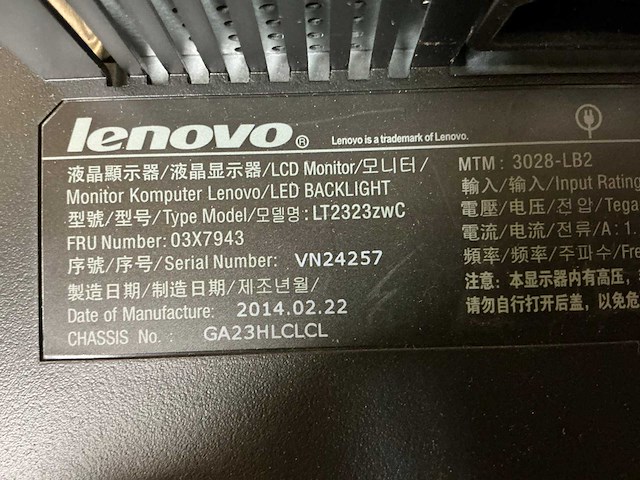 lenovo® Lenovo is a trademark of Lenovo.
液晶顯示器/液晶显示器/LCD Monitor/모니터/
Monitor Komputer Lenovo/LED BACKLIGHT
型號/型号/Type Model/모델명: LT2323zwC
FRU Number: 03X7943
序號/序号/Serial Number: VN24257
製造日期/制造日期/제조년월/
Date of Manufacture: 2014.02.22
CHASSIS No. : GA23HLCLCL
MTM : 3028-LB2
輸入/输入/Input Rating
電壓/电压/전압/Tega
電流/电流/전류/A: 1.
頻率/频率/주파수/Fre
注意: 本显示器内有高压,
请勿自行打开后盖, 以免危